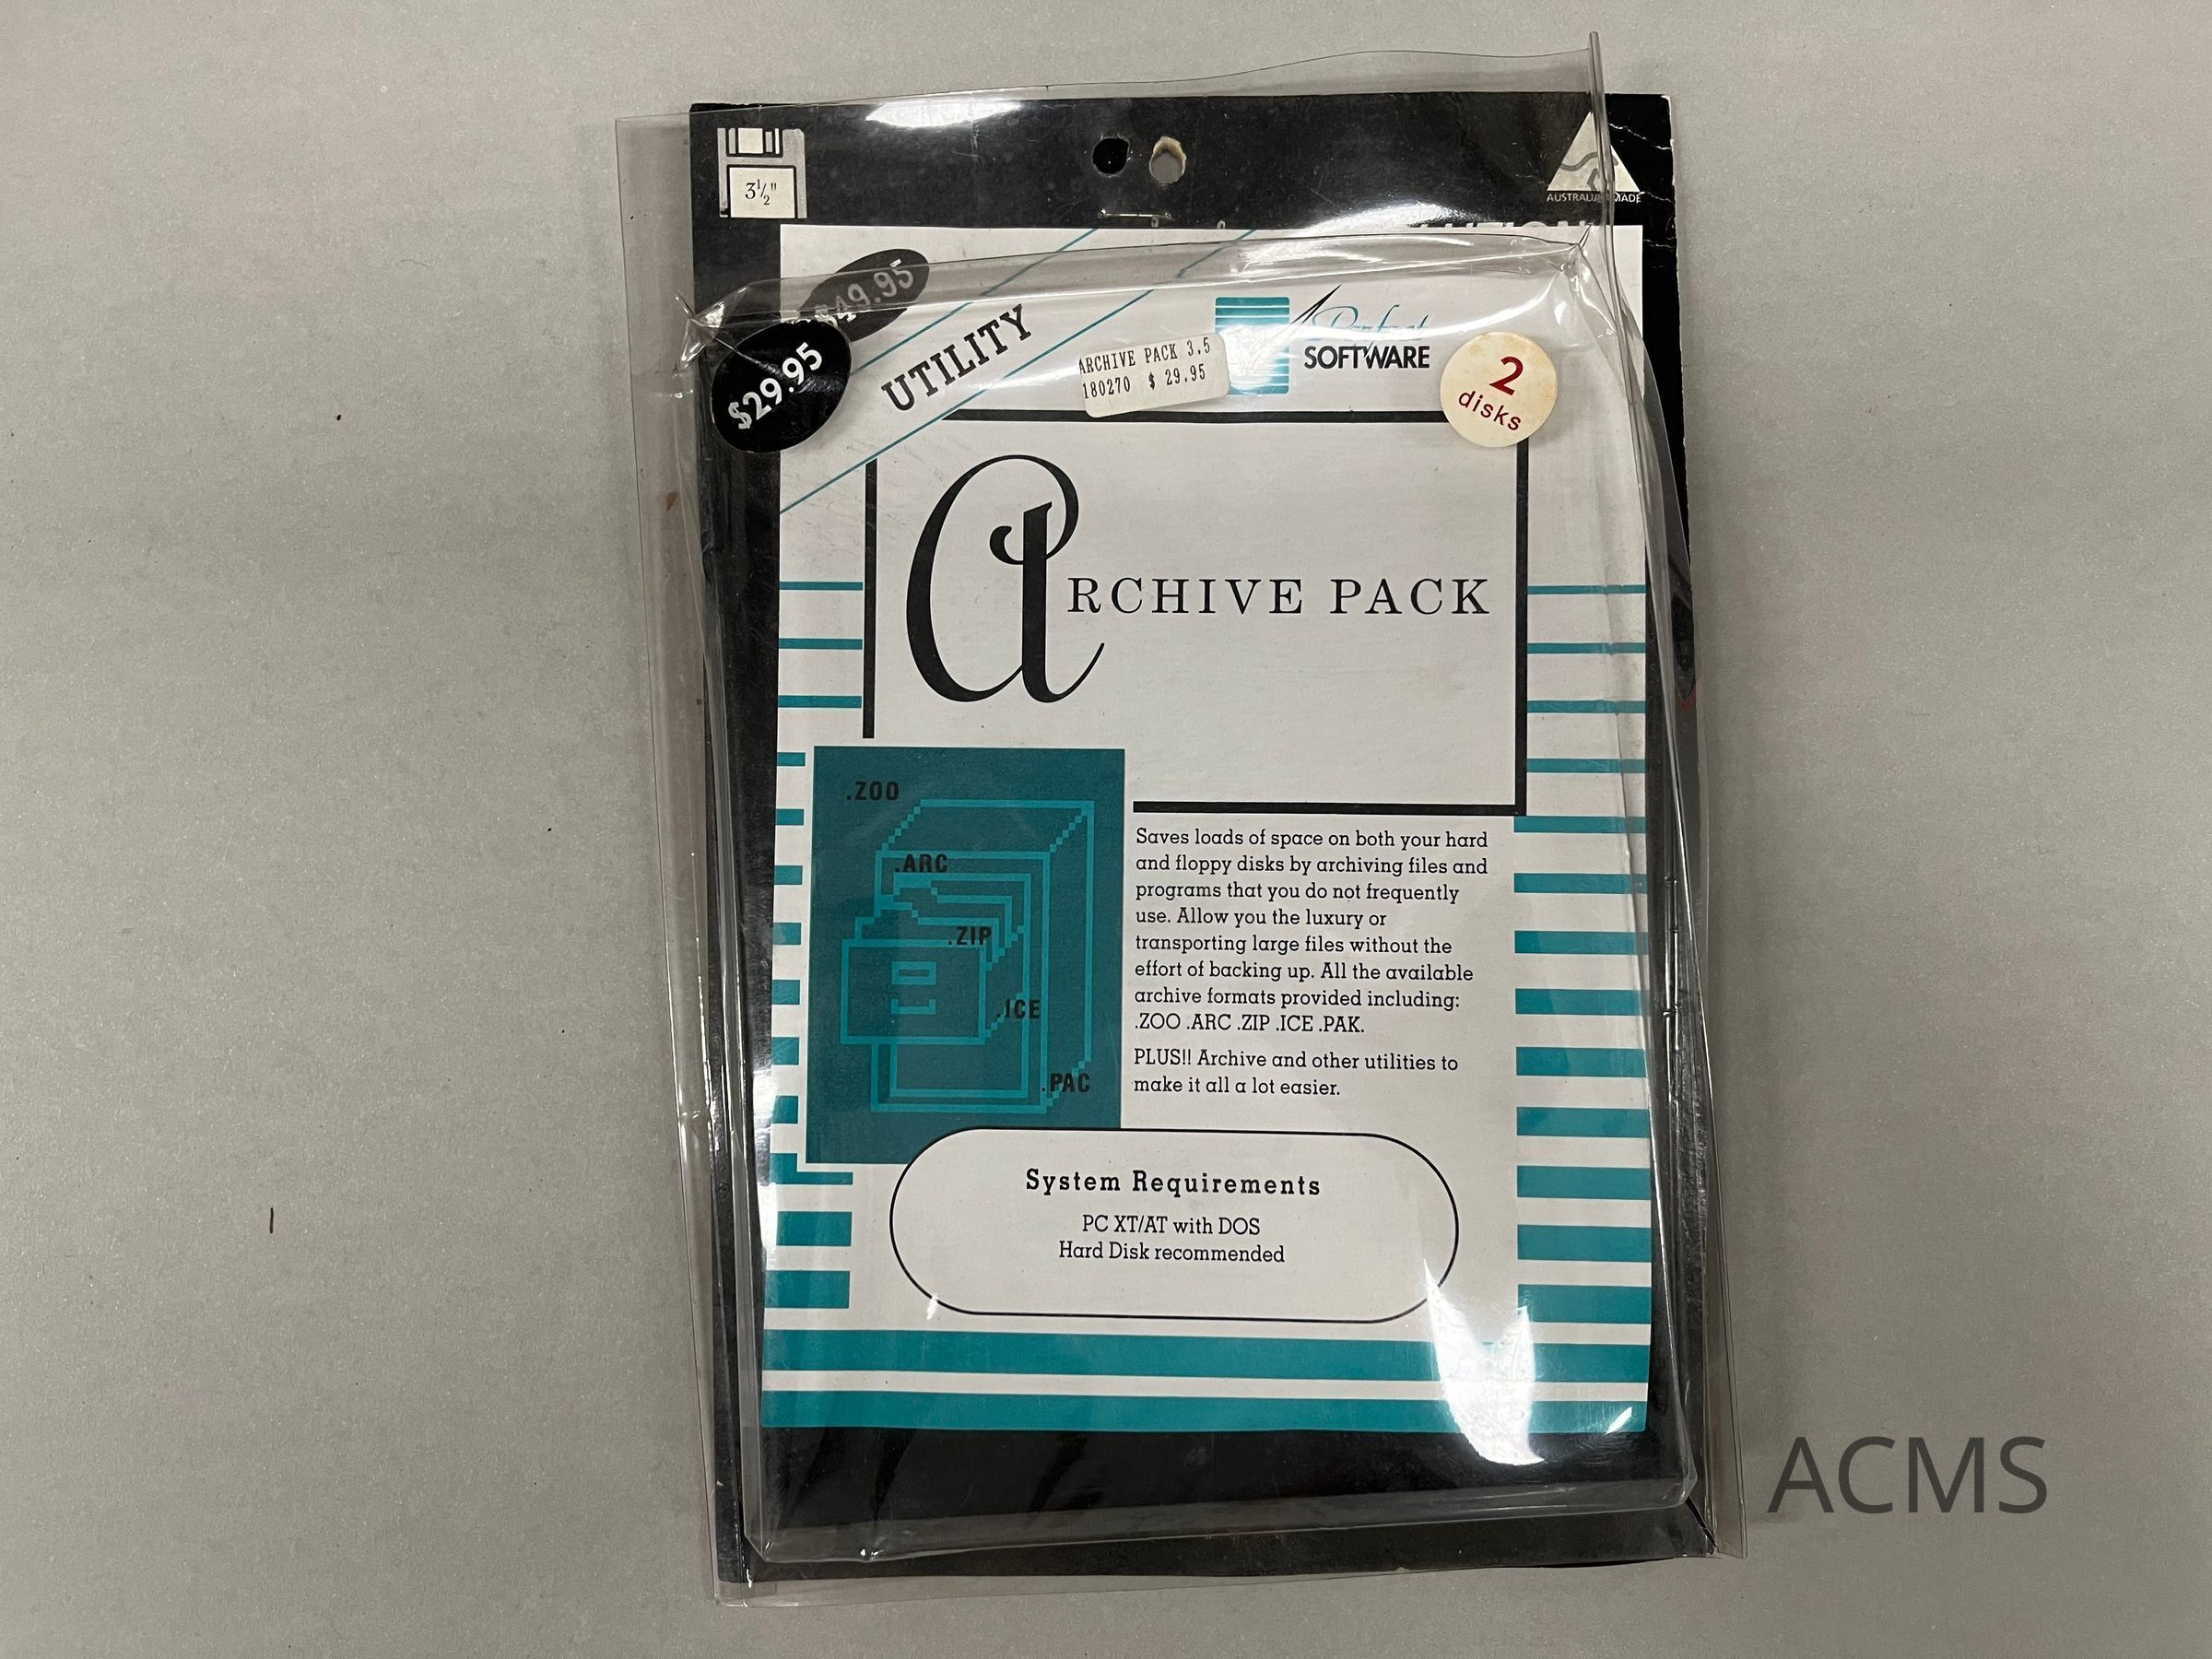 3½"
AUSTRALIAN MADE
$49.95
$29.95
UTILITY
ARCHIVE PACK 3.5
180270 $ 29.95
Perfect
SOFTWARE
2
disks
ARCHIVE PACK
.ZOO
.ARC
.ZIP
.ICE
.PAC
Saves loads of space on both your hard
and floppy disks by archiving files and
programs that you do not frequently
use. Allow you the luxury or
transporting large files without the
effort of backing up. All the available
archive formats provided including:
.ZOO .ARC .ZIP .ICE .PAK.
PLUS!! Archive and other utilities to
make it all a lot easier.
System Requirements
PC XT/AT with DOS
Hard Disk recommended
ACMS